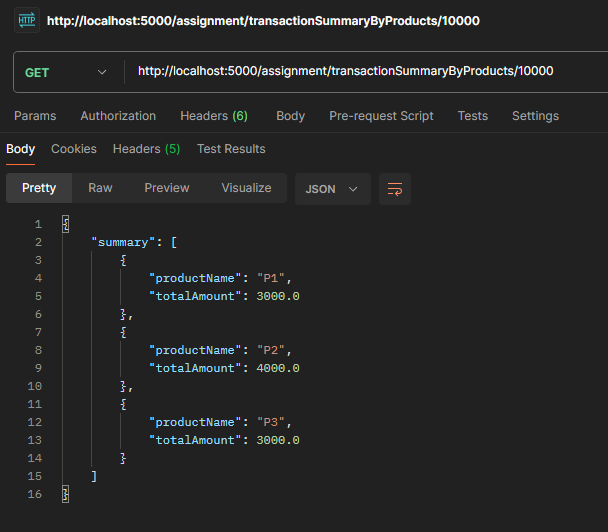 HTTP http://localhost:5000/assignment/transactionSummaryByProducts/10000
GET http://localhost:5000/assignment/transactionSummaryByProducts/10000
Params Authorization Headers (6) Body Pre-request Script Tests Settings
Body Cookies Headers (5) Test Results
Pretty Raw Preview Visualize JSON
1 {
2 "summary": [
3 {
4 "productName": "P1",
5 "totalAmount": 3000.0
6 },
7 {
8 "productName": "P2",
9 "totalAmount": 4000.0
10 },
11 {
12 "productName": "P3",
13 "totalAmount": 3000.0
14 }
15 ]
16 }